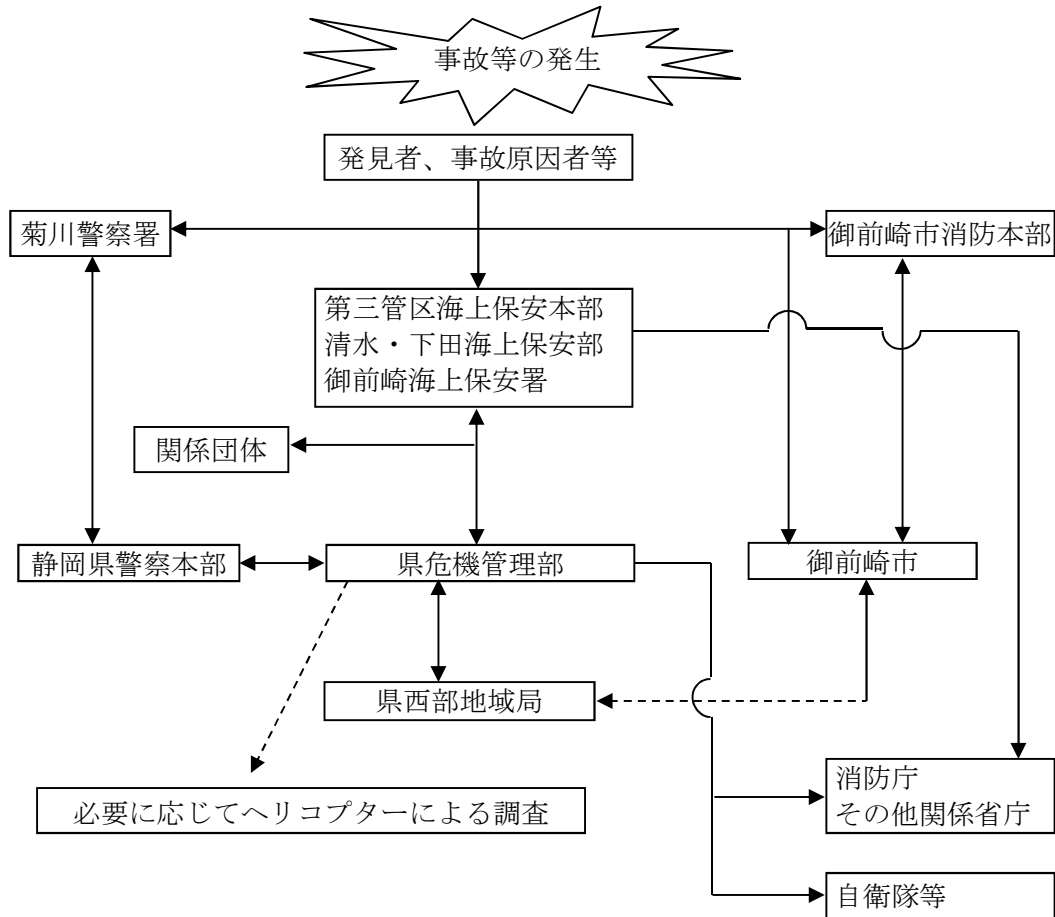 事故等の発生
発見者、事故原因者等
菊川警察署
御前崎市消防本部
第三管区海上保安本部
清水・下田海上保安部
御前崎海上保安署
関係団体
静岡県警察本部
県危機管理部
御前崎市
県西部地域局
必要に応じてヘリコプターによる調査
消防庁
その他関係省庁
自衛隊等